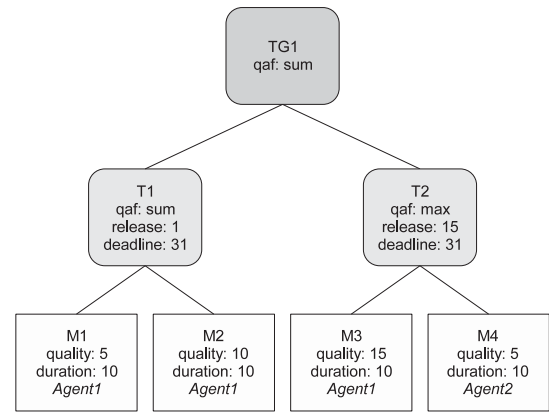 TG1
qaf: sum
T1
qaf: sum
release: 1
deadline: 31
T2
qaf: max
release: 15
deadline: 31
M1
quality: 5
duration: 10
Agent1
M2
quality: 10
duration: 10
Agent1
M3
quality: 15
duration: 10
Agent1
M4
quality: 5
duration: 10
Agent2